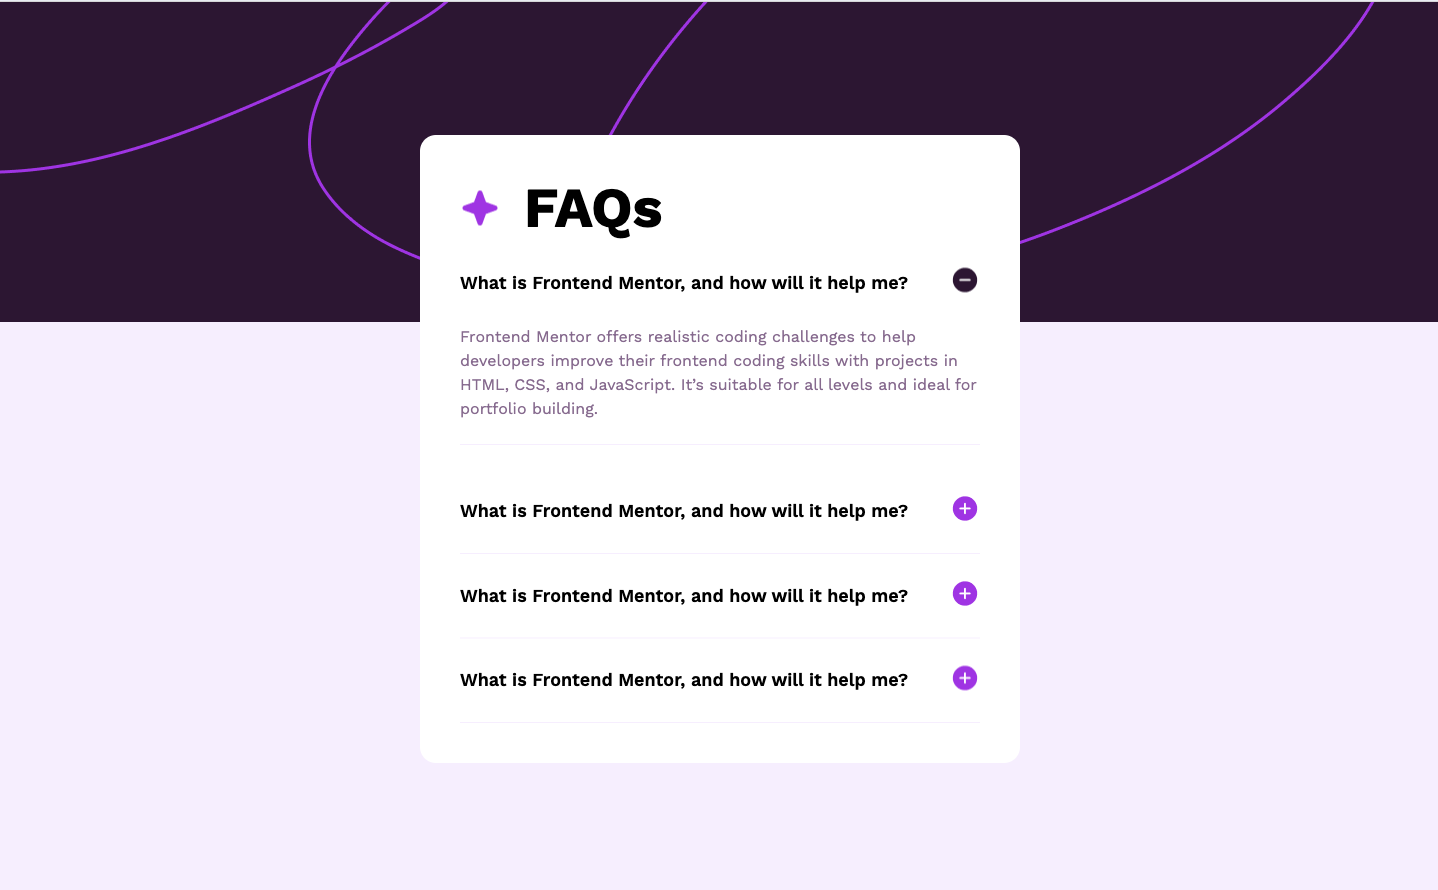 FAQs
What is Frontend Mentor, and how will it help me?
Frontend Mentor offers realistic coding challenges to help
developers improve their frontend coding skills with projects in
HTML, CSS, and JavaScript. It’s suitable for all levels and ideal for
portfolio building.
What is Frontend Mentor, and how will it help me?
What is Frontend Mentor, and how will it help me?
What is Frontend Mentor, and how will it help me?